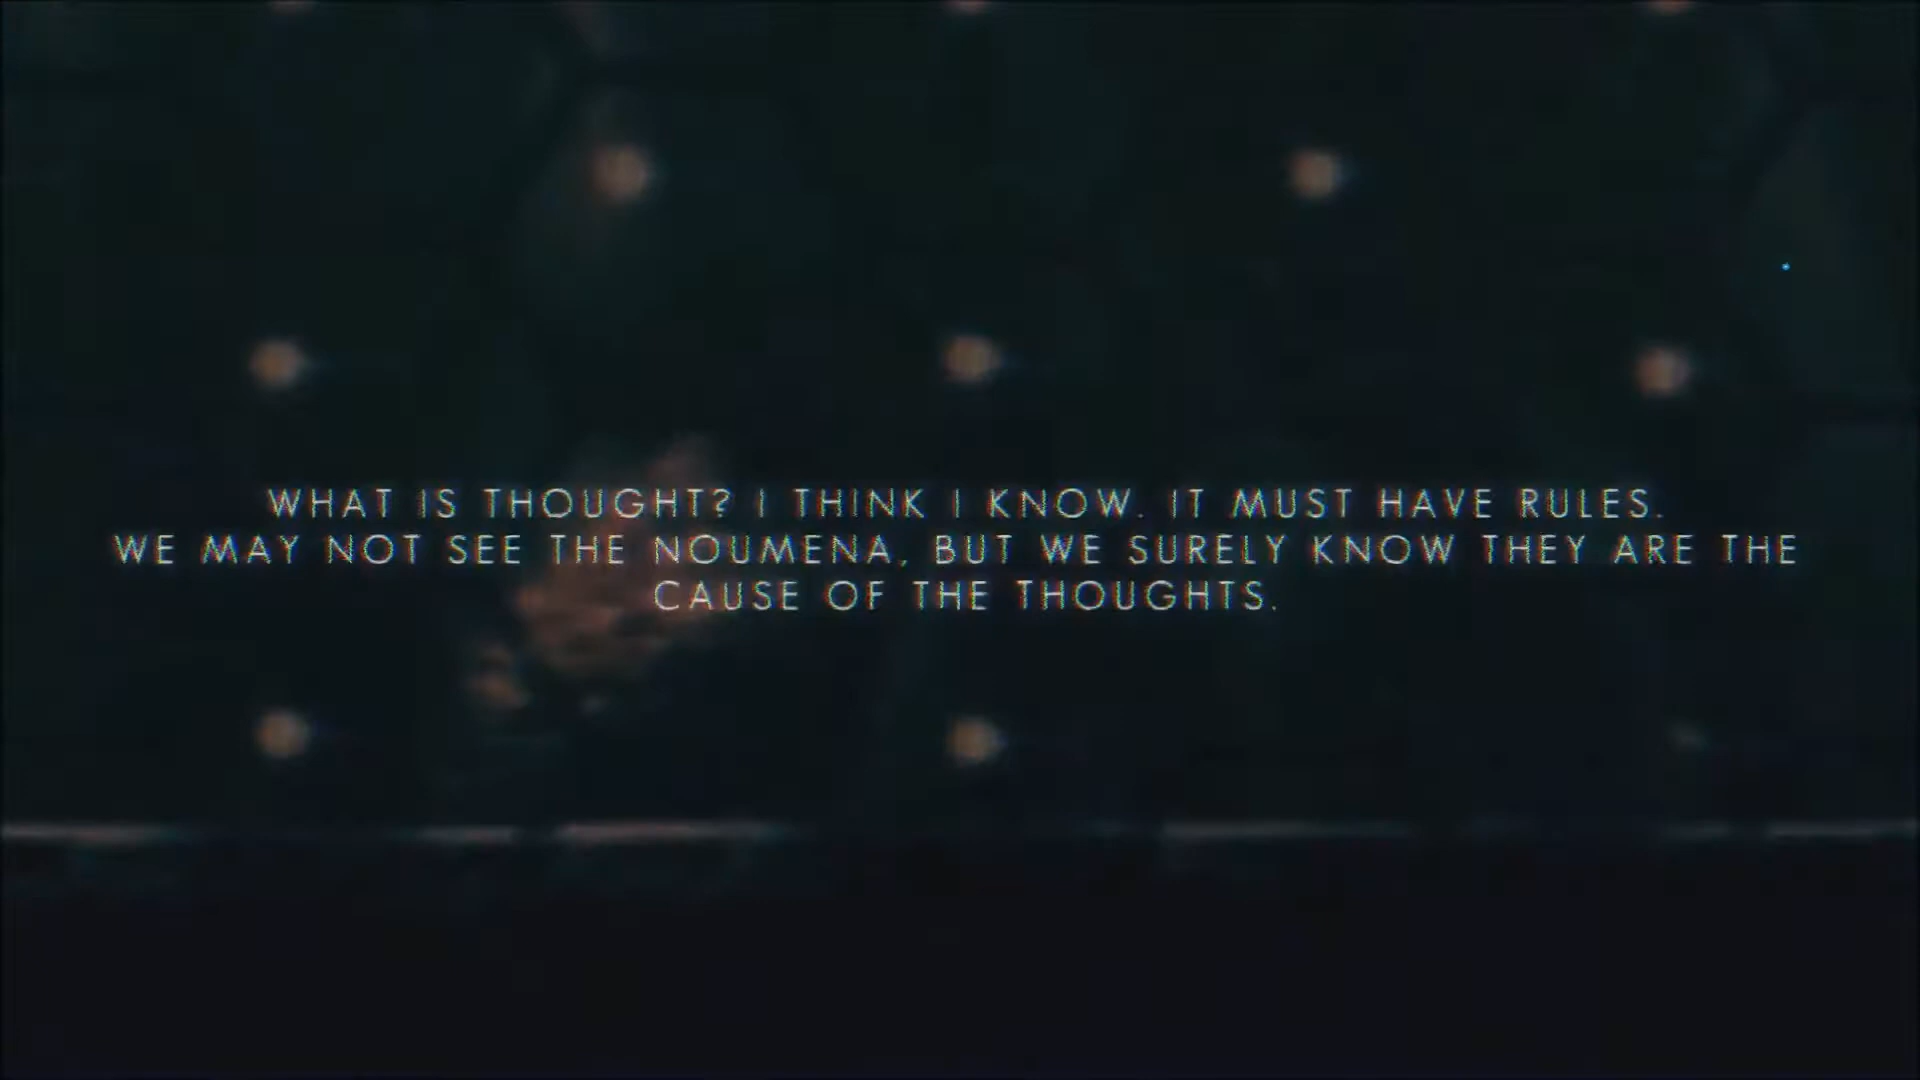 WHAT IS THOUGHT? I THINK I KNOW. IT MUST HAVE RULES.
WE MAY NOT SEE THE NOUMENA, BUT WE SURELY KNOW THEY ARE THE
CAUSE OF THE THOUGHTS.